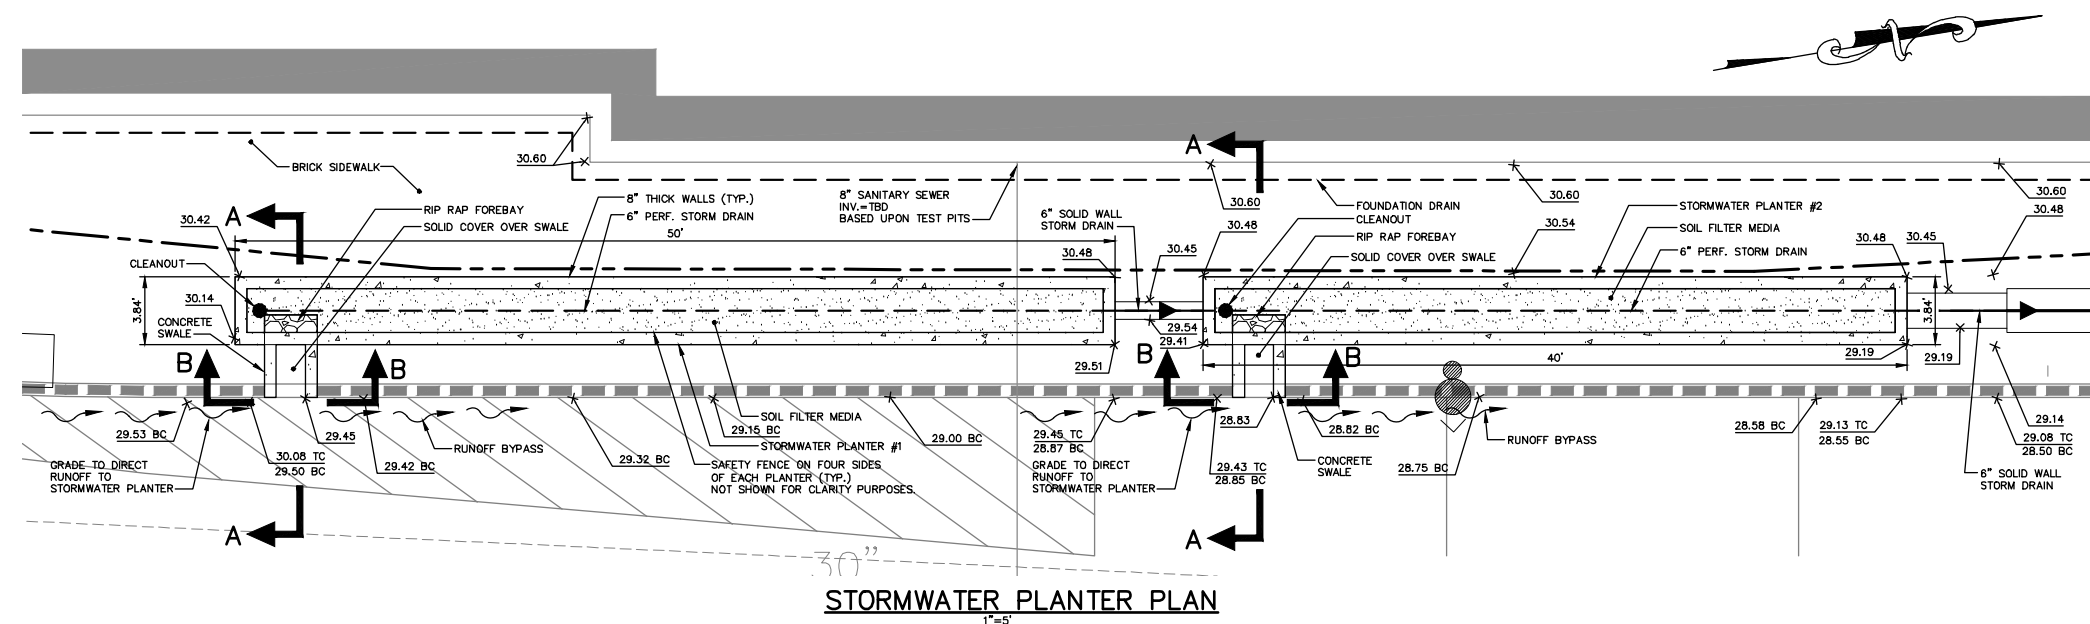 N
30.60
A
BRICK SIDEWALK
8" THICK WALLS (TYP.)
6" PERF. STORM DRAIN
8" SANITARY SEWER
INV.=TBD
BASED UPON TEST PITS
6" SOLID WALL
STORM DRAIN
30.60
30.60
30.60
30.48
FOUNDATION DRAIN
CLEANOUT
RIP RAP FOREBAY
SOLID COVER OVER SWALE
30.54
STORMWATER PLANTER #2
SOIL FILTER MEDIA
6" PERF. STORM DRAIN
30.48
30.45
A
30.42
RIP RAP FOREBAY
SOLID COVER OVER SWALE
50'
30.48
30.45
30.48
CLEANOUT
30.14
3.84'
CONCRETE
SWALE
29.54
29.41
3.84'
B
B
29.51
B
B
40'
29.19
29.19
29.53 BC
29.45
30.08 TC
29.50 BC
29.42 BC
RUNOFF BYPASS
29.32 BC
SOIL FILTER MEDIA
29.15 BC
STORMWATER PLANTER #1
29.00 BC
29.45 TC
28.87 BC
28.83
28.82 BC
RUNOFF BYPASS
28.58 BC
29.13 TC
28.55 BC
29.14
29.08 TC
28.50 BC
GRADE TO DIRECT
RUNOFF TO
STORMWATER PLANTER
SAFETY FENCE ON FOUR SIDES
OF EACH PLANTER (TYP.)
NOT SHOWN FOR CLARITY PURPOSES.
GRADE TO DIRECT
RUNOFF TO
STORMWATER PLANTER
29.43 TC
28.85 BC
CONCRETE
SWALE
28.75 BC
6" SOLID WALL
STORM DRAIN
A
A
30"
STORMWATER PLANTER PLAN
1"=5'